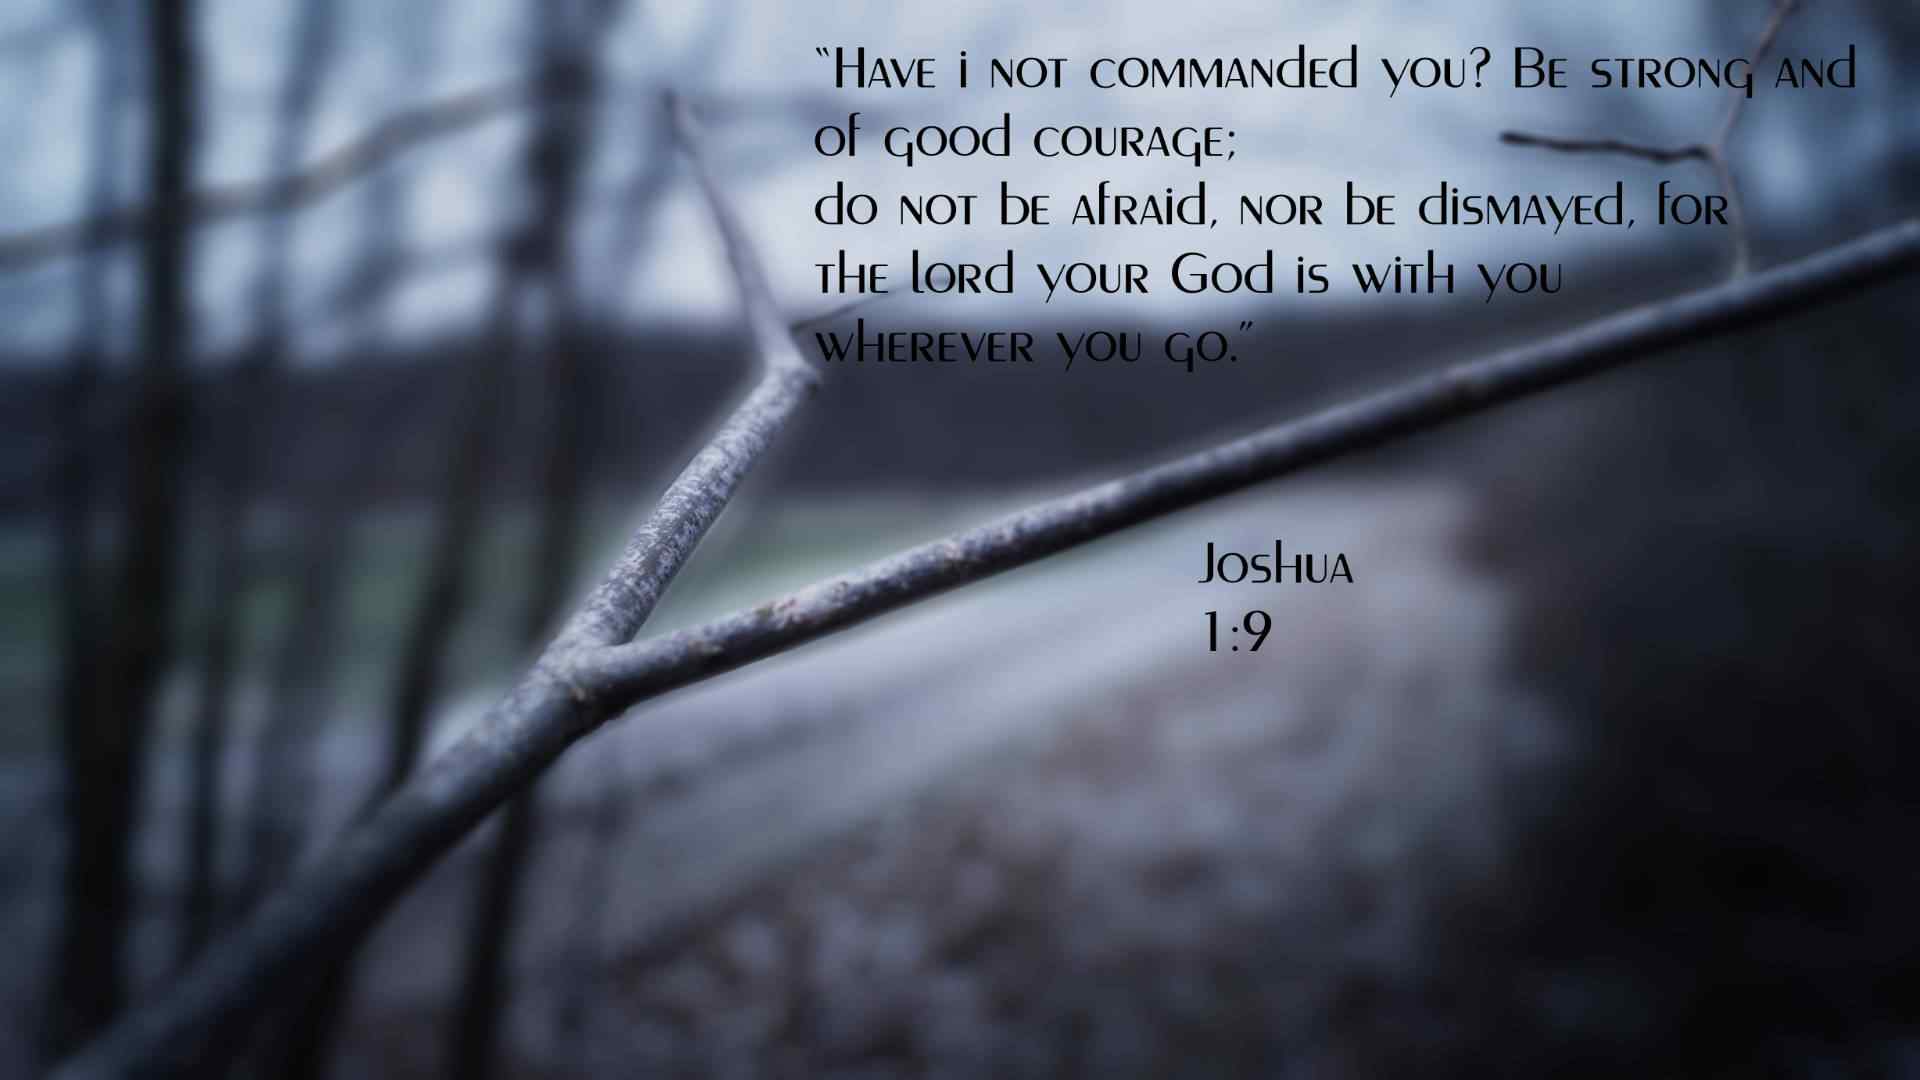 “Have i not commanded you? Be strong and
of good courage;
do not be afraid, nor be dismayed, for
the lord your God is with you
wherever you go.”
Joshua
1:9